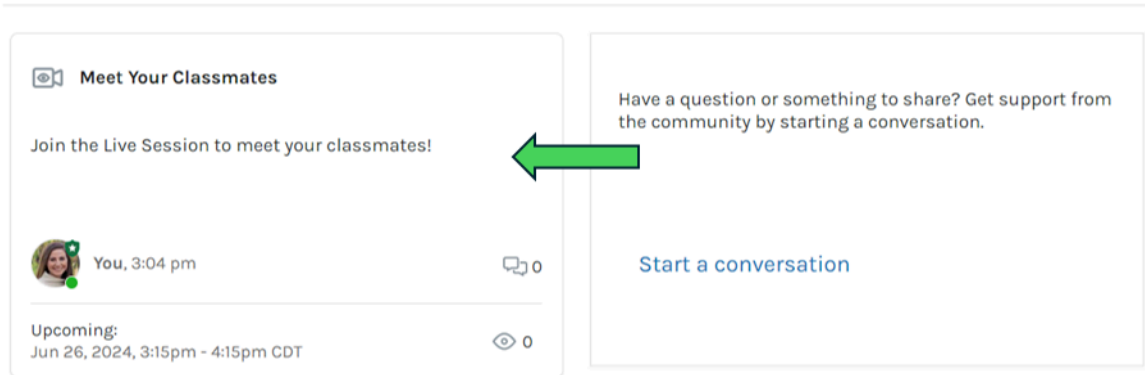 Meet Your Classmates
Join the Live Session to meet your classmates!
You, 3:04 pm
0
Upcoming:
Jun 26, 2024, 3:15pm - 4:15pm CDT
0
Have a question or something to share? Get support from
the community by starting a conversation.
Start a conversation